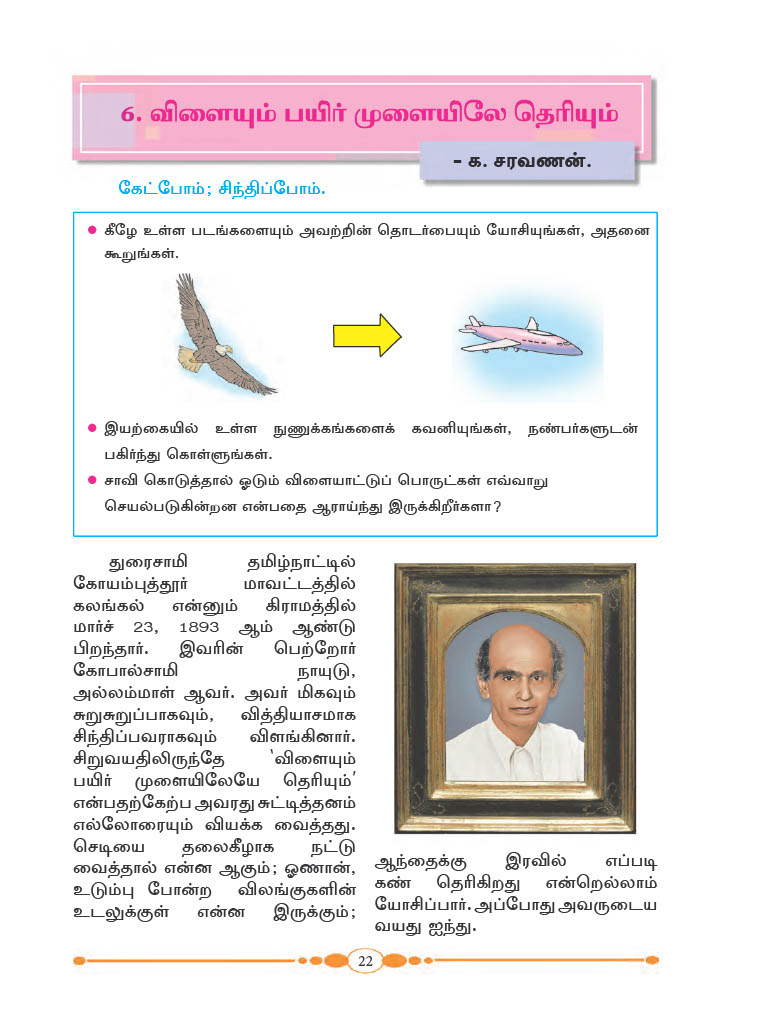 6. விளையும் பயிர் முளையிலே தெரியும்
– க. சரவணன்.
கேட்போம்; சிந்திப்போம்.
● கீழே உள்ள படங்களையும் அவற்றின் தொடர்பையும் யோசியுங்கள், அதனை
கூறுங்கள்.
● இயற்கையில் உள்ள நுணுக்கங்களைக் கவனியுங்கள், நண்பர்களுடன்
பகிர்ந்து கொள்ளுங்கள்.
● சாவி கொடுத்தால் ஓடும் விளையாட்டுப் பொருட்கள் எவ்வாறு
செயல்படுகின்றன என்பதை ஆராய்ந்து இருக்கிறீர்களா?
துரைசாமி தமிழ்நாட்டில்
கோயம்புத்தூர் மாவட்டத்தில்
கலங்கல் என்னும் கிராமத்தில்
மார்ச் 23, 1893 ஆம் ஆண்டு
பிறந்தார். இவரின் பெற்றோர்
கோபால்சாமி நாயுடு,
அல்லம்மாள் ஆவர். அவர் மிகவும்
சுறுசுறுப்பாகவும், வித்தியாசமாக
சிந்திப்பவராகவும் விளங்கினார்.
சிறுவயதிலிருந்தே ‘விளையும்
பயிர் முளையிலேயே தெரியும்’
என்பதற்கேற்ப அவரது சுட்டித்தனம்
எல்லோரையும் வியக்க வைத்தது.
செடியை தலைகீழாக நட்டு
வைத்தால் என்ன ஆகும்; ஓணான்,
உடும்பு போன்ற விலங்குகளின்
உடலுக்குள் என்ன இருக்கும்;
ஆந்தைக்கு இரவில் எப்படி
கண் தெரிகிறது என்றெல்லாம்
யோசிப்பார். அப்போது அவருடைய
வயது ஐந்து.
22